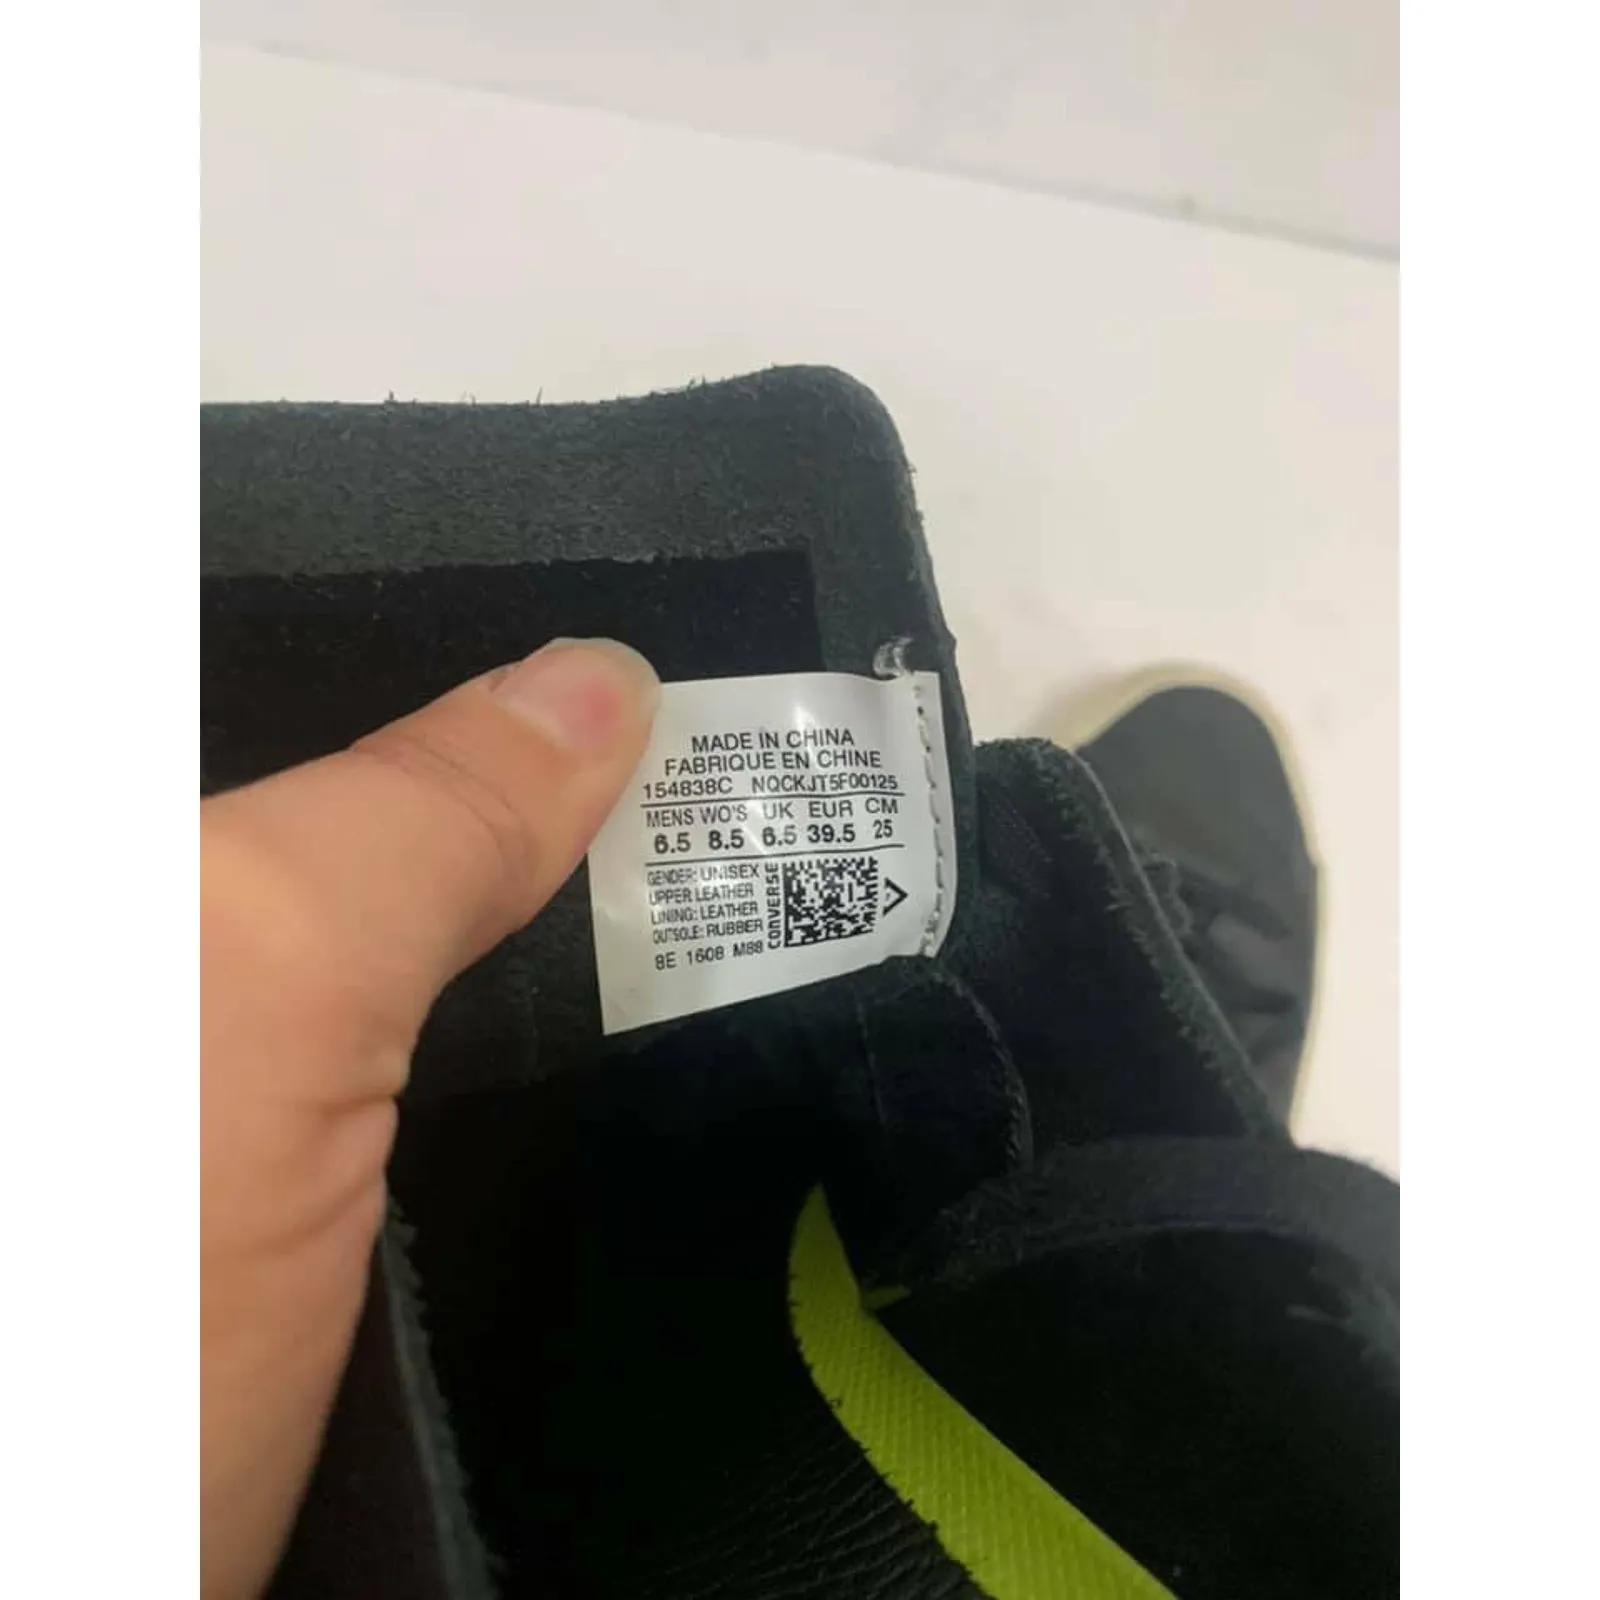 MADE IN CHINA
FABRIQUE EN CHINE
154838C NQCKJT5F00125
MENS WO'S UK EUR CM
6.5 8.5 6.5 39.5 25
GENDER: UNISEX
UPPER LEATHER
LINING: LEATHER
OUTSOLE: RUBBER
8E 1608 M88
CONVERSE